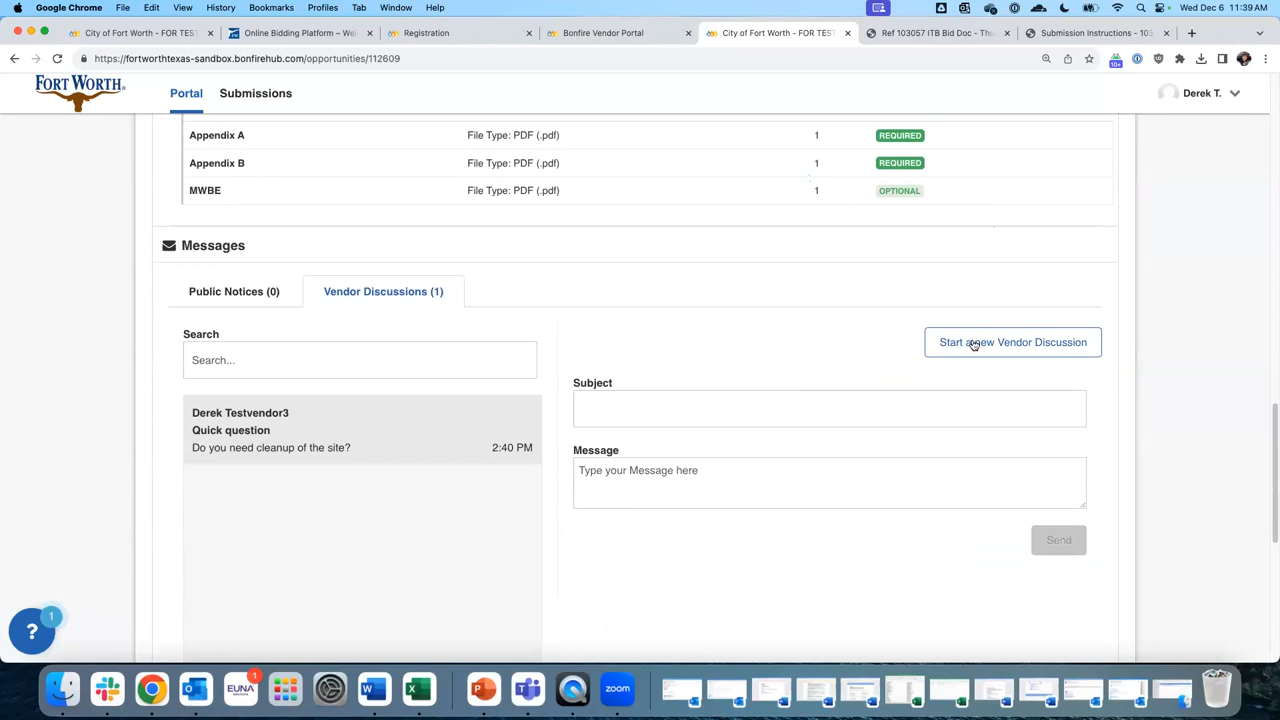 Google Chrome File Edit View History Bookmarks Profiles Tab Window Help Wed Dec 6 11:39 AM
City of Fort Worth - FOR TEST Online Bidding Platform – We Registration Bonfire Vendor Portal City of Fort Worth - FOR TEST Ref 103057 ITB Bid Doc - Tho Submission Instructions - 103
https://fortworthtexas-sandbox.bonfirehub.com/opportunities/112609
10+
FORT WORTH®
Portal Submissions Derek T.
Appendix A File Type: PDF (.pdf) 1 REQUIRED
Appendix B File Type: PDF (.pdf) 1 REQUIRED
MWBE File Type: PDF (.pdf) 1 OPTIONAL
Messages
Public Notices (0) Vendor Discussions (1)
Search
Start a new Vendor Discussion
Search...
Subject
Derek Testvendor3
Quick question
Do you need cleanup of the site? 2:40 PM
Message
Type your Message here
Send
? 1
EUNA 1
zoom